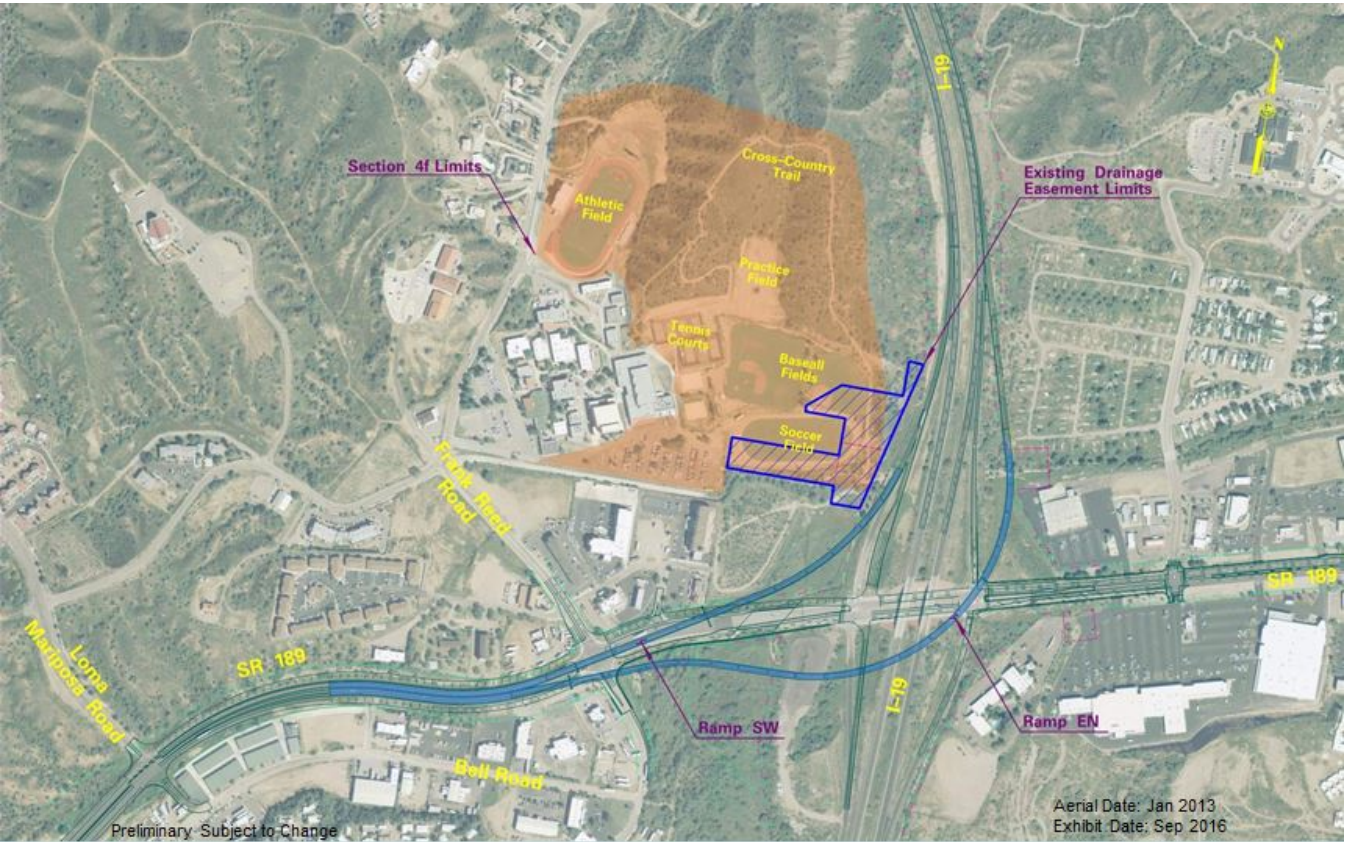 I-19
N
Cross-Country
Trail
Section 4f Limits
Existing Drainage
Easement Limits
Athletic
Field
Practice
Field
Tennis
Courts
Baseall
Fields
Soccer
Field
Frank Reed
Road
SR 189
Loma
Mariposa Road
SR 189
I-19
Ramp SW
Ramp EN
Bell Road
Aerial Date: Jan 2013
Exhibit Date: Sep 2016
Preliminary Subject to Change